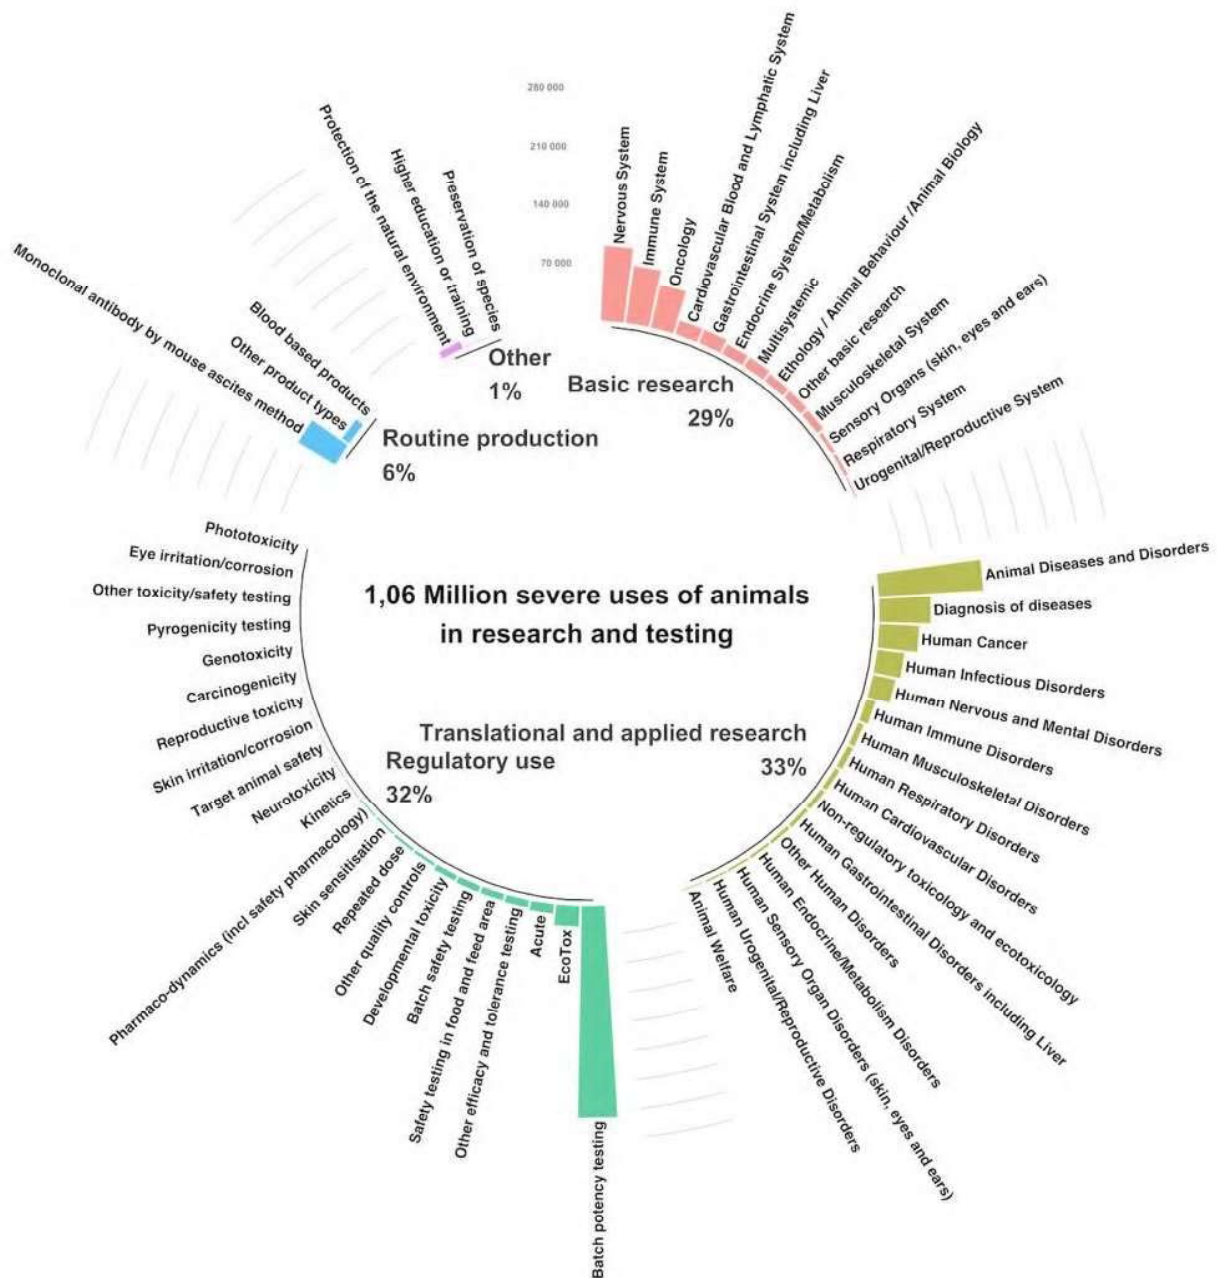 280 000
210 000
140 000
70 000
Nervous System
Immune System
Oncology
Cardiovascular Blood and Lymphatic System
Gastrointestinal System including Liver
Endocrine System/Metabolism
Multisystemic
Ethology / Animal Behaviour /Animal Biology
Other basic research
Musculoskeletal System
Sensory Organs (skin, eyes and ears)
Respiratory System
Urogenital/Reproductive System
Basic research
29%
Animal Diseases and Disorders
Diagnosis of diseases
Human Cancer
Human Infectious Disorders
Human Nervous and Mental Disorders
Human Immune Disorders
Human Musculoskeletal Disorders
Human Respiratory Disorders
Human Cardiovascular Disorders
Non-regulatory toxicology and ecotoxicology
Human Gastrointestinal Disorders including Liver
Other Human Disorders
Human Endocrine/Metabolism Disorders
Human Sensory Organ Disorders (skin, eyes and ears)
Human Urogenital/Reproductive Disorders
Animal Welfare
Translational and applied research
33%
Batch potency testing
EcoTox
Acute
Other efficacy and tolerance testing
Safety testing in food and feed area
Batch safety testing
Developmental toxicity
Other quality controls
Repeated dose
Skin sensitisation
Pharmaco-dynamics (incl safety pharmacology)
Kinetics
Neurotoxicity
Target animal safety
Skin irritation/corrosion
Reproductive toxicity
Carcinogenicity
Genotoxicity
Pyrogenicity testing
Other toxicity/safety testing
Eye irritation/corrosion
Phototoxicity
Regulatory use
32%
Monoclonal antibody by mouse ascites method
Other product types
Blood based products
Routine production
6%
Protection of the natural environment
Higher education or training
Preservation of species
Other
1%
1,06 Million severe uses of animals
in research and testing